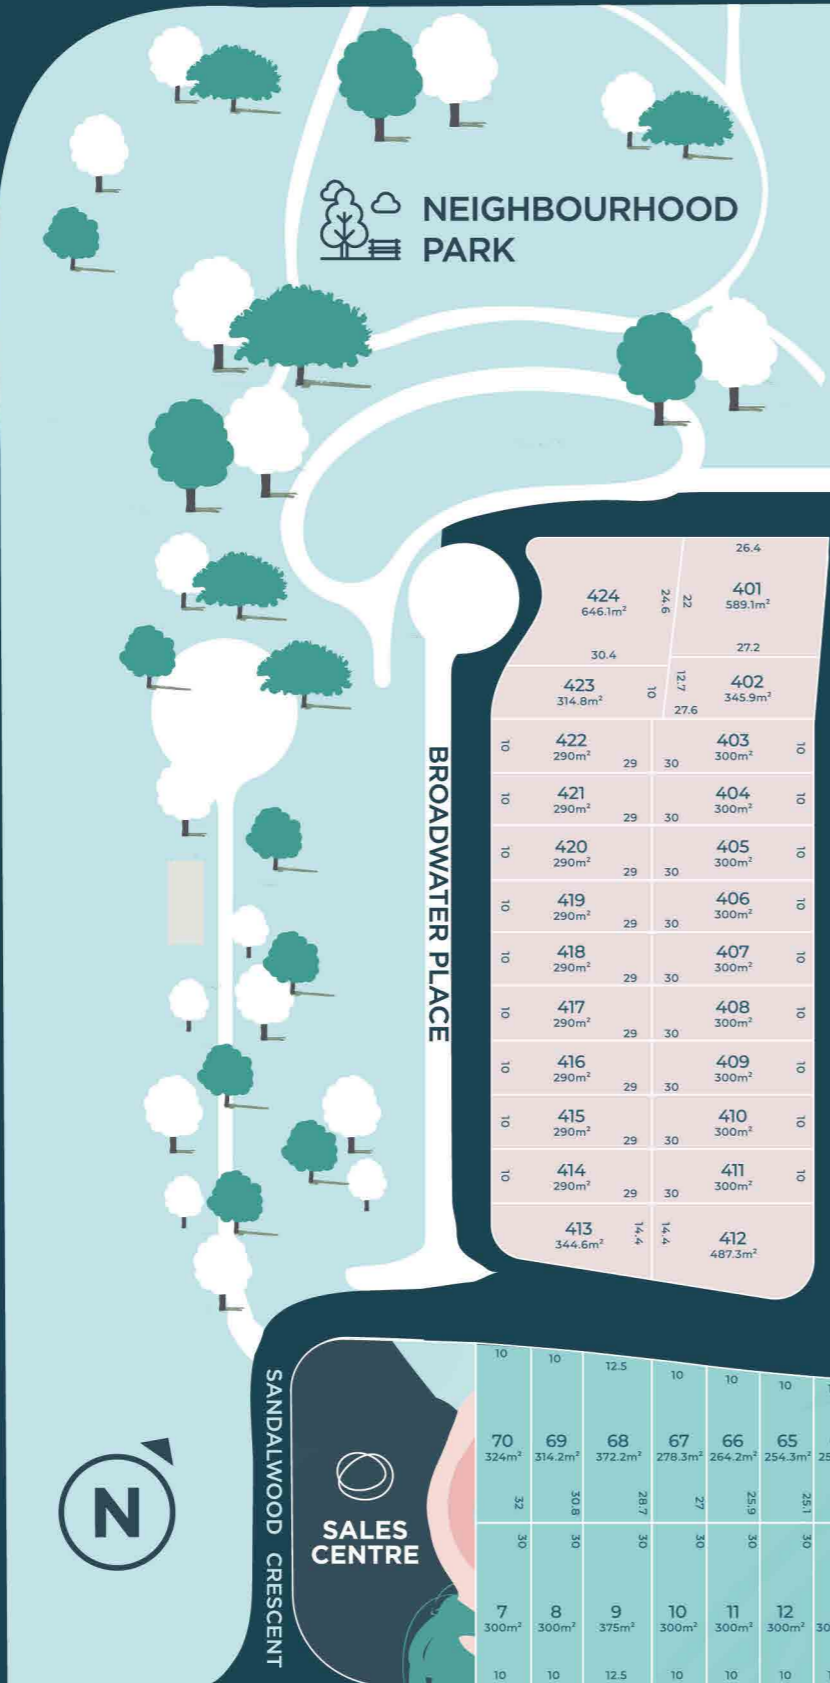 NEIGHBOURHOOD
PARK
26.4
424
646.1m²
24.6
22
401
589.1m²
30.4
27.2
423
314.8m²
10
12.7
27.6
402
345.9m²
10
422
290m²
29
30
403
300m²
10
10
421
290m²
29
30
404
300m²
10
10
420
290m²
29
30
405
300m²
10
10
419
290m²
29
30
406
300m²
10
10
418
290m²
29
30
407
300m²
10
10
417
290m²
29
30
408
300m²
10
10
416
290m²
29
30
409
300m²
10
10
415
290m²
29
30
410
300m²
10
10
414
290m²
29
30
411
300m²
10
413
344.6m²
14.4
14.4
412
487.3m²
BROADWATER PLACE
SANDALWOOD CRESCENT
N
SALES
CENTRE
10
10
12.5
10
10
10
70
324m²
69
314.2m²
68
372.2m²
67
278.3m²
66
264.2m²
65
254.3m²
32
30.8
28.7
27
25.9
25.1
30
30
30
30
30
30
7
300m²
8
300m²
9
375m²
10
300m²
11
300m²
12
300m²
10
10
12.5
10
10
10